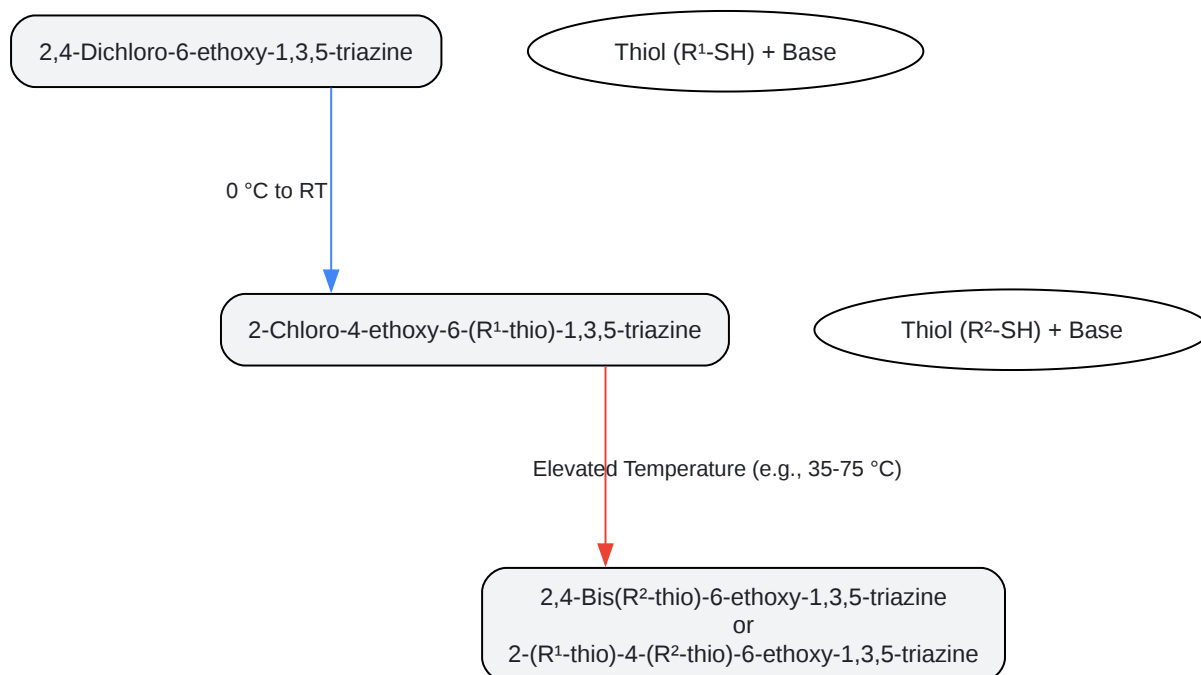 2,4-Dichloro-6-ethoxy-1,3,5-triazine
Thiol (R¹-SH) + Base
0 °C to RT
2-Chloro-4-ethoxy-6-(R¹-thio)-1,3,5-triazine
Thiol (R²-SH) + Base
Elevated Temperature (e.g., 35-75 °C)
2,4-Bis(R²-thio)-6-ethoxy-1,3,5-triazine
or
2-(R¹-thio)-4-(R²-thio)-6-ethoxy-1,3,5-triazine